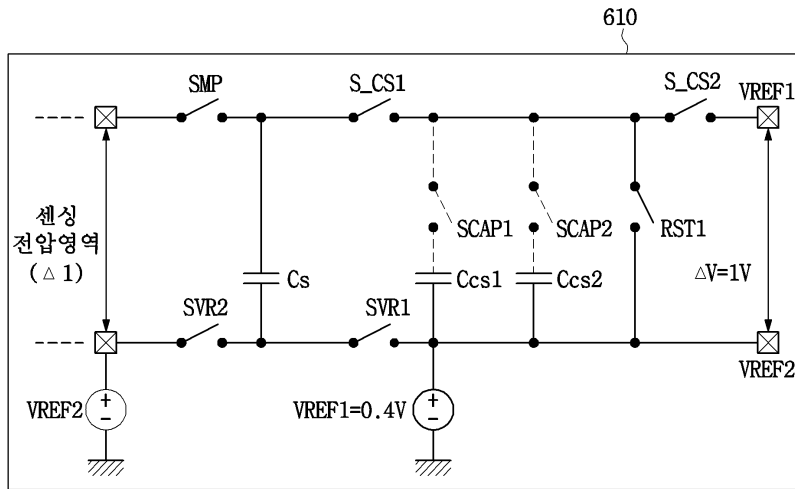 610
SMP
S_CS1
S_CS2
VREF1
센싱
전압영역
(△1)
SCAP1
SCAP2
RST1
Cs
Ccs1
Ccs2
△V=1V
SVR2
SVR1
VREF2
VREF2
VREF1=0.4V